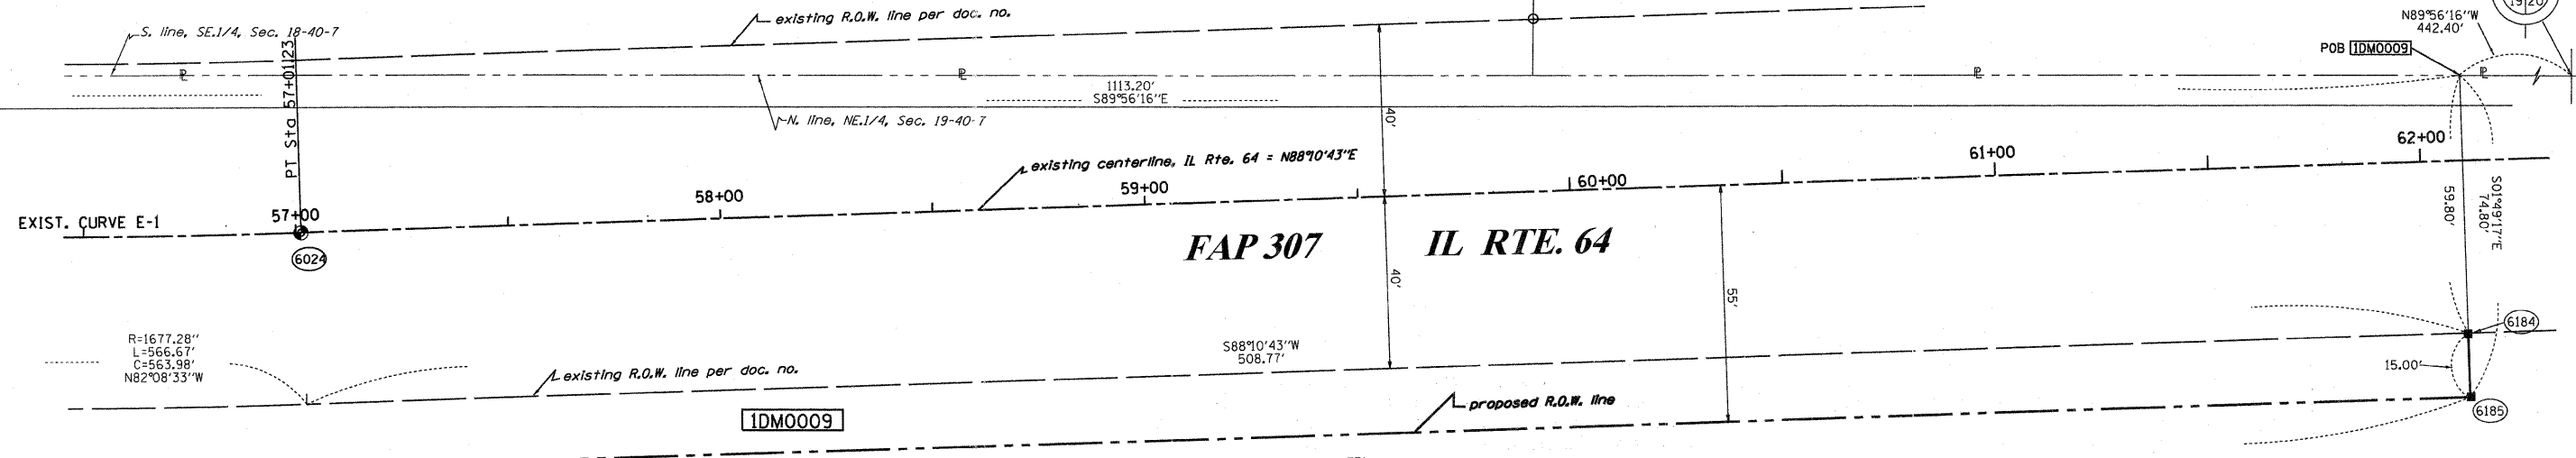 existing R.O.W. line per doc. no.
S. line, SE.1/4, Sec. 18-40-7
PT Sta 57+01.123
19 20
N89°56'16"W
442.40'
POB 1DM0009
1113.20'
S89°56'16"E
N. line, NE.1/4, Sec. 19-40-7
40'
existing centerline, IL Rte. 64 = N88°10'43"E
EXIST. CURVE E-1
57+00
58+00
59+00
60+00
61+00
62+00
6024
FAP 307
IL RTE. 64
40'
55'
59.80'
S01°49'17"E
74.80'
R=1677.28''
L=566.67'
C=563.98'
N82°08'33"W
S88°10'43"W
508.77'
6184
15.00'
6185
existing R.O.W. line per doc. no.
1DM0009
proposed R.O.W. line